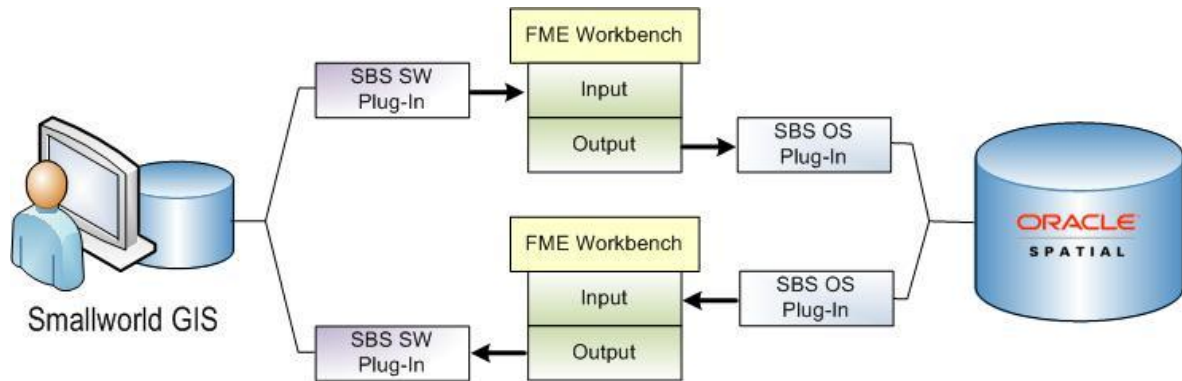 FME Workbench
SBS SW
Plug-In
Input
Output
SBS OS
Plug-In
Smallworld GIS
ORACLE
SPATIAL
FME Workbench
SBS OS
Plug-In
Input
Output
SBS SW
Plug-In